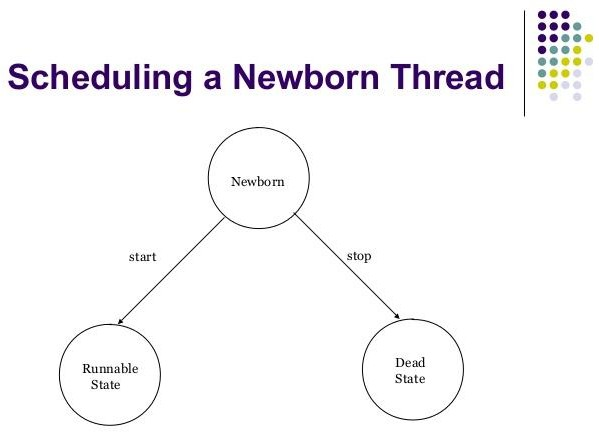 Scheduling a Newborn Thread
Newborn
start
stop
Runnable
State
Dead
State